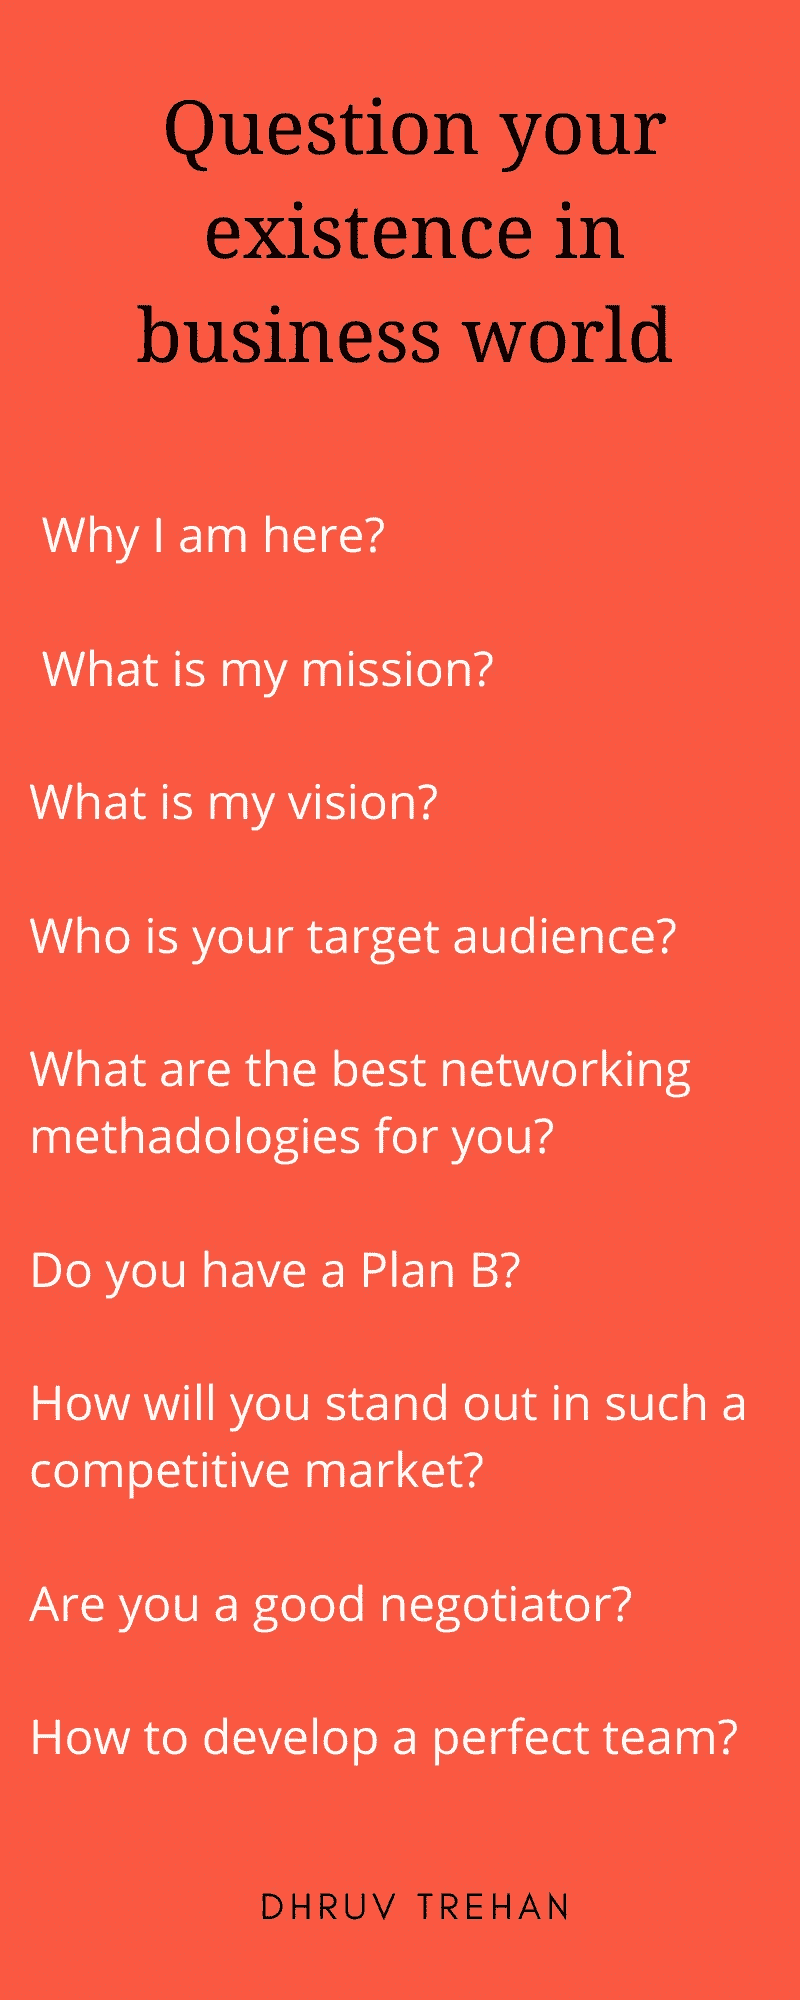 Question your
existence in
business world
Why I am here?
What is my mission?
What is my vision?
Who is your target audience?
What are the best networking
methadologies for you?
Do you have a Plan B?
How will you stand out in such a
competitive market?
Are you a good negotiator?
How to develop a perfect team?
DHRUV TREHAN